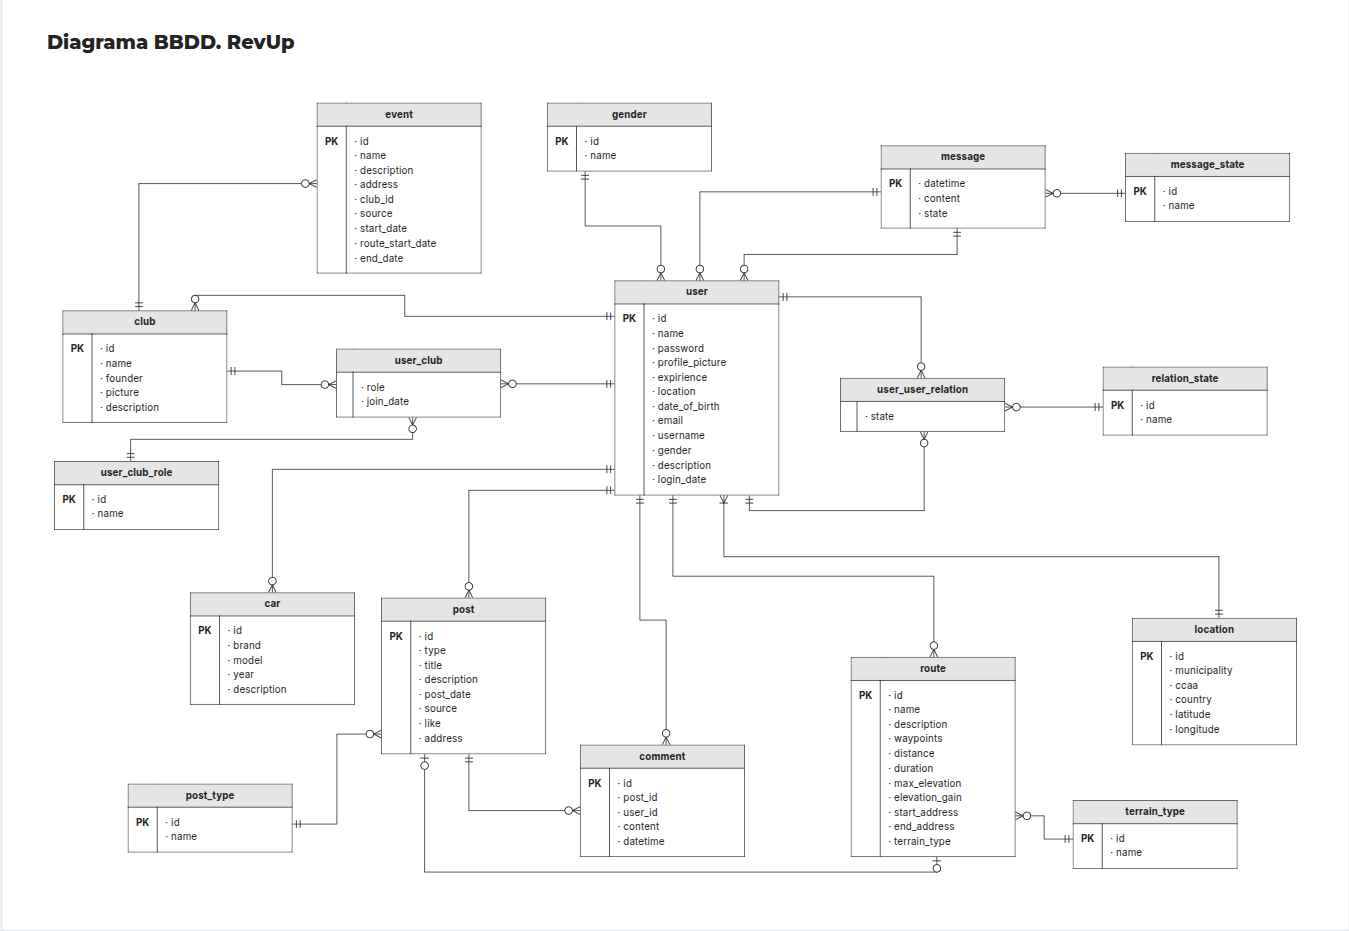 Diagrama BBDD. RevUp
event
PK · id
· name
· description
· address
· club_id
· source
· start_date
· route_start_date
· end_date
gender
PK · id
· name
message
PK · datetime
· content
· state
message_state
PK · id
· name
user
PK · id
· name
· password
· profile_picture
· expirience
· location
· date_of_birth
· email
· username
· gender
· description
· login_date
club
PK · id
· name
· founder
· picture
· description
user_club
· role
· join_date
user_user_relation
· state
relation_state
PK · id
· name
user_club_role
PK · id
· name
car
PK · id
· brand
· model
· year
· description
post
PK · id
· type
· title
· description
· post_date
· source
· like
· address
location
PK · id
· municipality
· ccaa
· country
· latitude
· longitude
route
PK · id
· name
· description
· waypoints
· distance
· duration
· max_elevation
· elevation_gain
· start_address
· end_address
· terrain_type
comment
PK · id
· post_id
· user_id
· content
· datetime
post_type
PK · id
· name
terrain_type
PK · id
· name